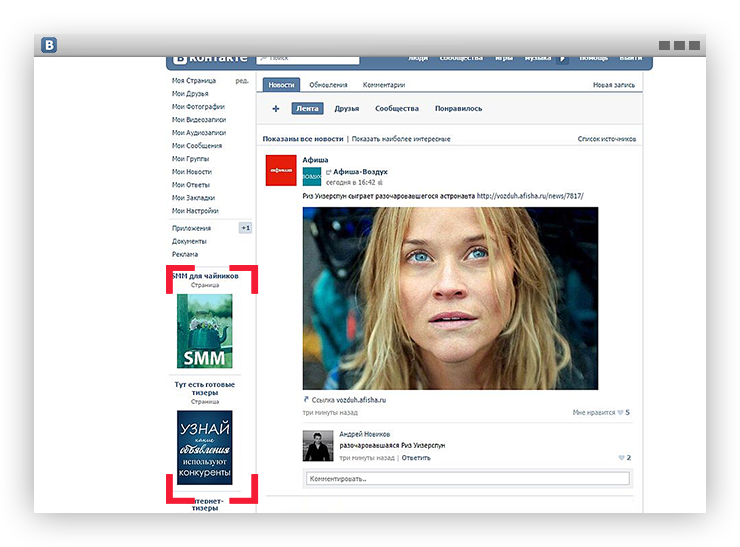 B
В контакте
Поиск
люди сообщества игры музыка помощь выйти
Моя Страница ред.
Мои Друзья
Мои Фотографии
Мои Видеозаписи
Мои Аудиозаписи
Мои Сообщения
Мои Группы
Мои Новости
Мои Ответы
Мои Закладки
Мои Настройки
Приложения +1
Документы
Реклама
SMM для чайников
Страница
SMM
Тут есть готовые
тизеры
Страница
УЗНАЙ
какие
объявления
используют
конкуренты
тизеры
Новости Обновления Комментарии Новая запись
+ Лента Друзья Сообщества Понравилось
Показаны все новости | Показать наиболее интересные Список источников
афиша
Афиша
ВОЗДУХ
Афиша-Воздух
сегодня в 16:42
Риз Уизерспун сыграет разочаровавшегося астронавта http://vozduh.afisha.ru/news/7817/
Ссылка vozduh.afisha.ru
три минуты назад Мне нравится 5
Андрей Новиков
разочаровавшаяся Риз Уизерспун
три минуты назад | Ответить 2
Комментировать..